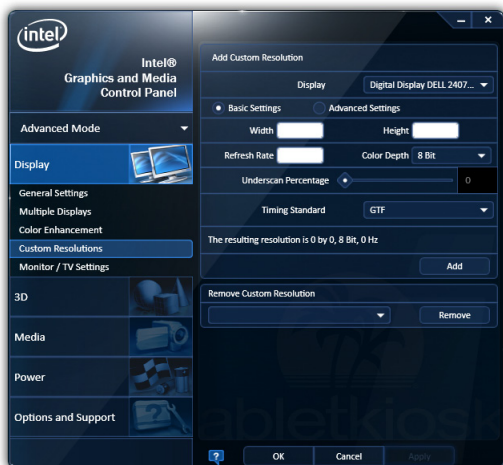 intel
Intel®
Graphics and Media
Control Panel
Advanced Mode
Display
General Settings
Multiple Displays
Color Enhancement
Custom Resolutions
Monitor / TV Settings
3D
Media
Power
Options and Support
Add Custom Resolution
Display Digital Display DELL 2407...
Basic Settings Advanced Settings
Width Height
Refresh Rate Color Depth 8 Bit
Underscan Percentage 0
Timing Standard GTF
The resulting resolution is 0 by 0, 8 Bit, 0 Hz
Add
Remove Custom Resolution
Remove
abletkiosk
? OK Cancel Apply